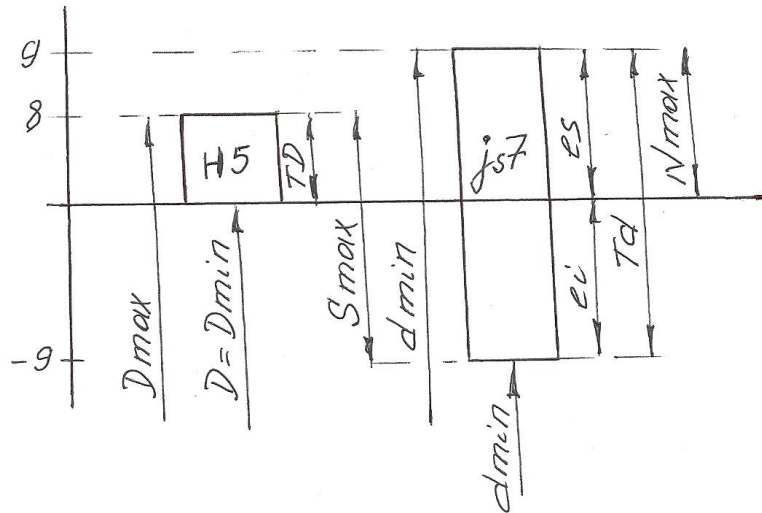 9
8
-9
H5
TD
Dmax
D=Dmin
Smax
dmin
js7
dmin
es
ei
Td
Nmax